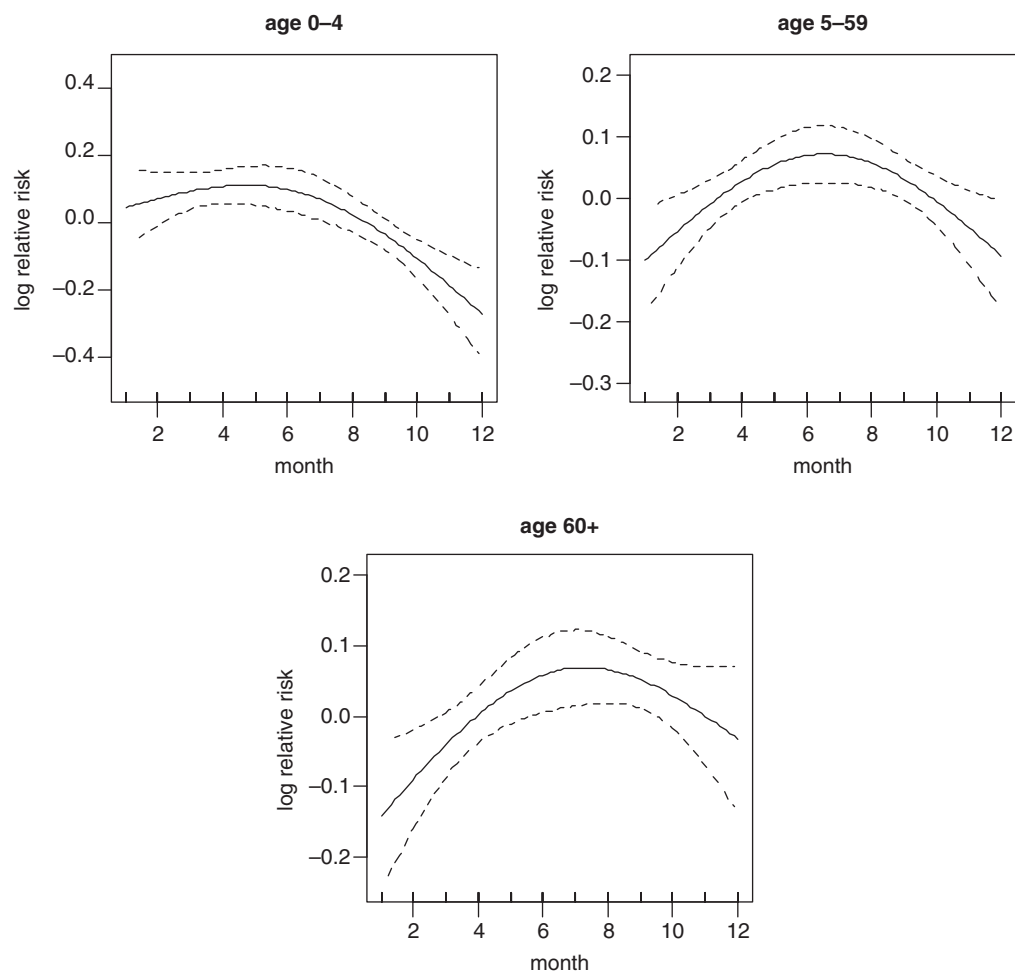 age 0–4
0.4
0.2
0.0
–0.2
–0.4
log relative risk
2 4 6 8 10 12
month
age 5–59
0.2
0.1
0.0
–0.1
–0.2
–0.3
log relative risk
2 4 6 8 10 12
month
age 60+
0.2
0.1
0.0
–0.1
–0.2
log relative risk
2 4 6 8 10 12
month